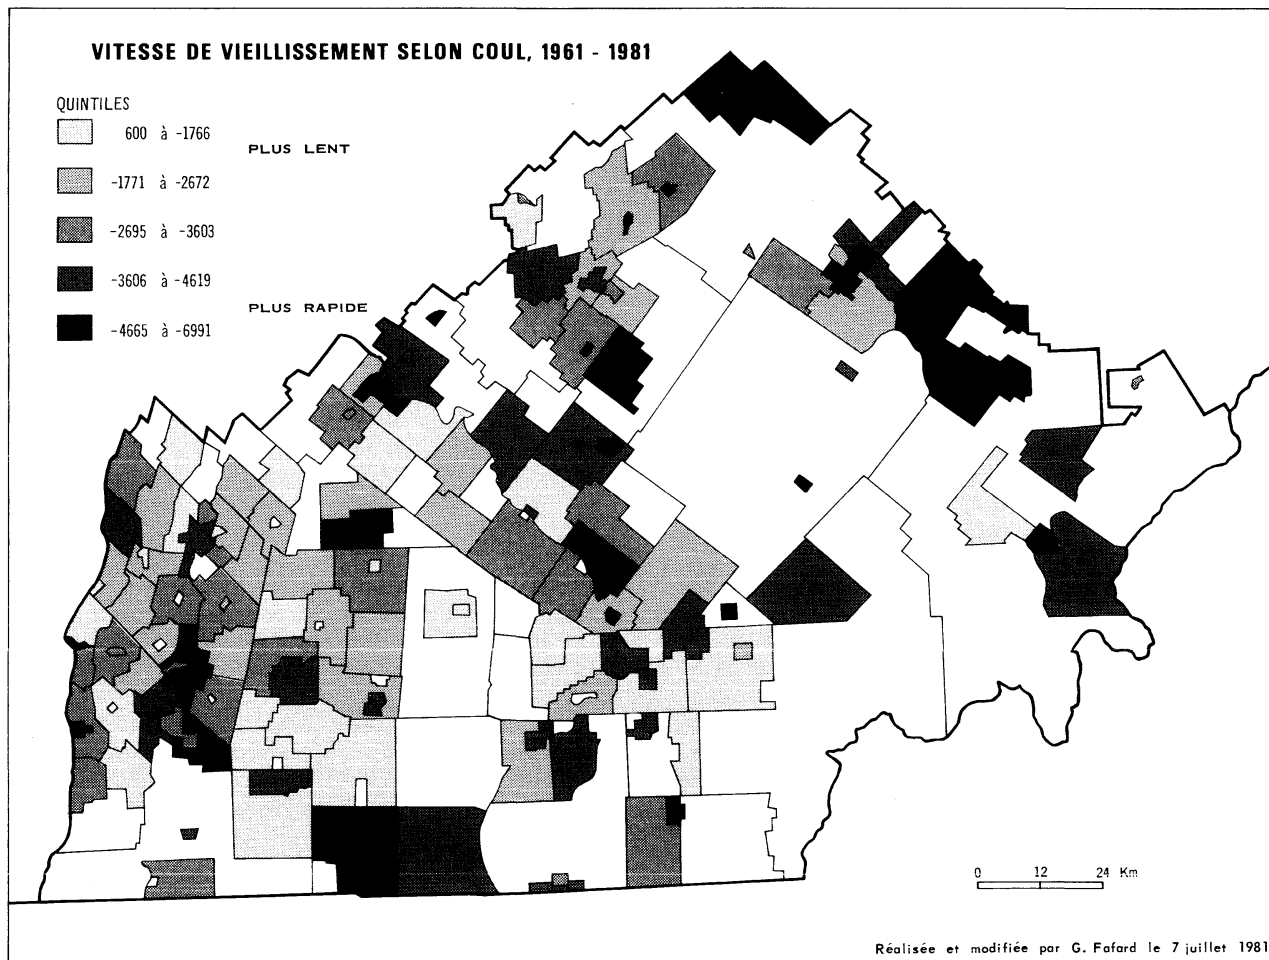 VITESSE DE VIEILLISSEMENT SELON COUL, 1961 - 1981
QUINTILES
600 à -1766
PLUS LENT
-1771 à -2672
-2695 à -3603
-3606 à -4619
PLUS RAPIDE
-4665 à -6991
0 12 24 Km
Réalisée et modifiée par G. Fafard le 7 juillet 1981